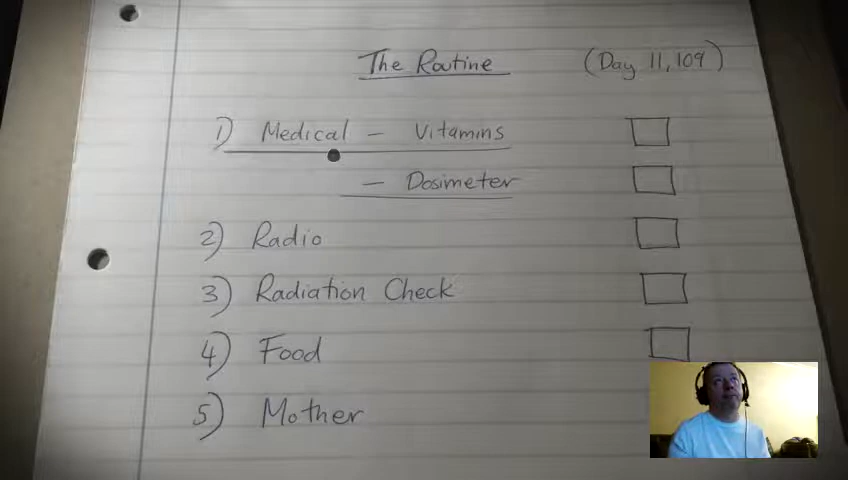 The Routine (Day 11,109)
1) Medical - Vitamins
- Dosimeter
2) Radio
3) Radiation Check
4) Food
5) Mother